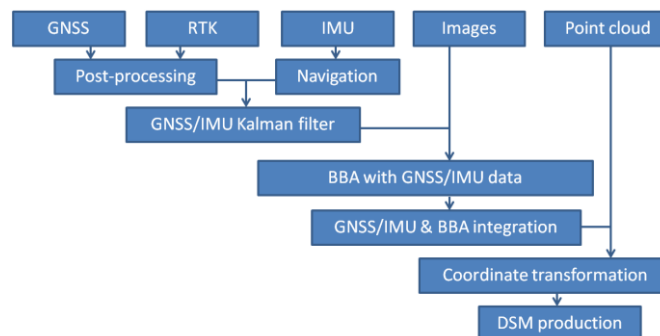 GNSS
RTK
IMU
Images
Point cloud
Post-processing
Navigation
GNSS/IMU Kalman filter
BBA with GNSS/IMU data
GNSS/IMU & BBA integration
Coordinate transformation
DSM production